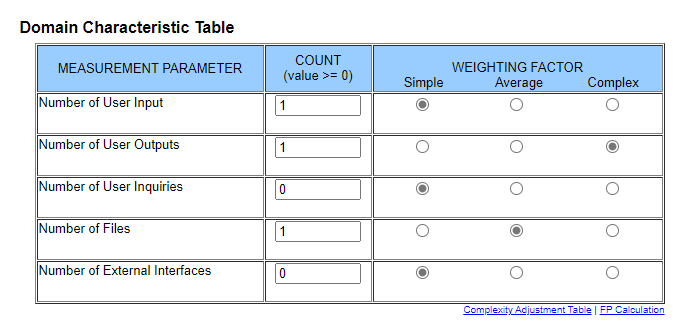 Domain Characteristic Table
MEASUREMENT PARAMETER
COUNT
(value >= 0)
WEIGHTING FACTOR
Simple Average Complex
Number of User Input 1
Number of User Outputs 1
Number of User Inquiries 0
Number of Files 1
Number of External Interfaces 0
Complexity Adjustment Table | FP Calculation